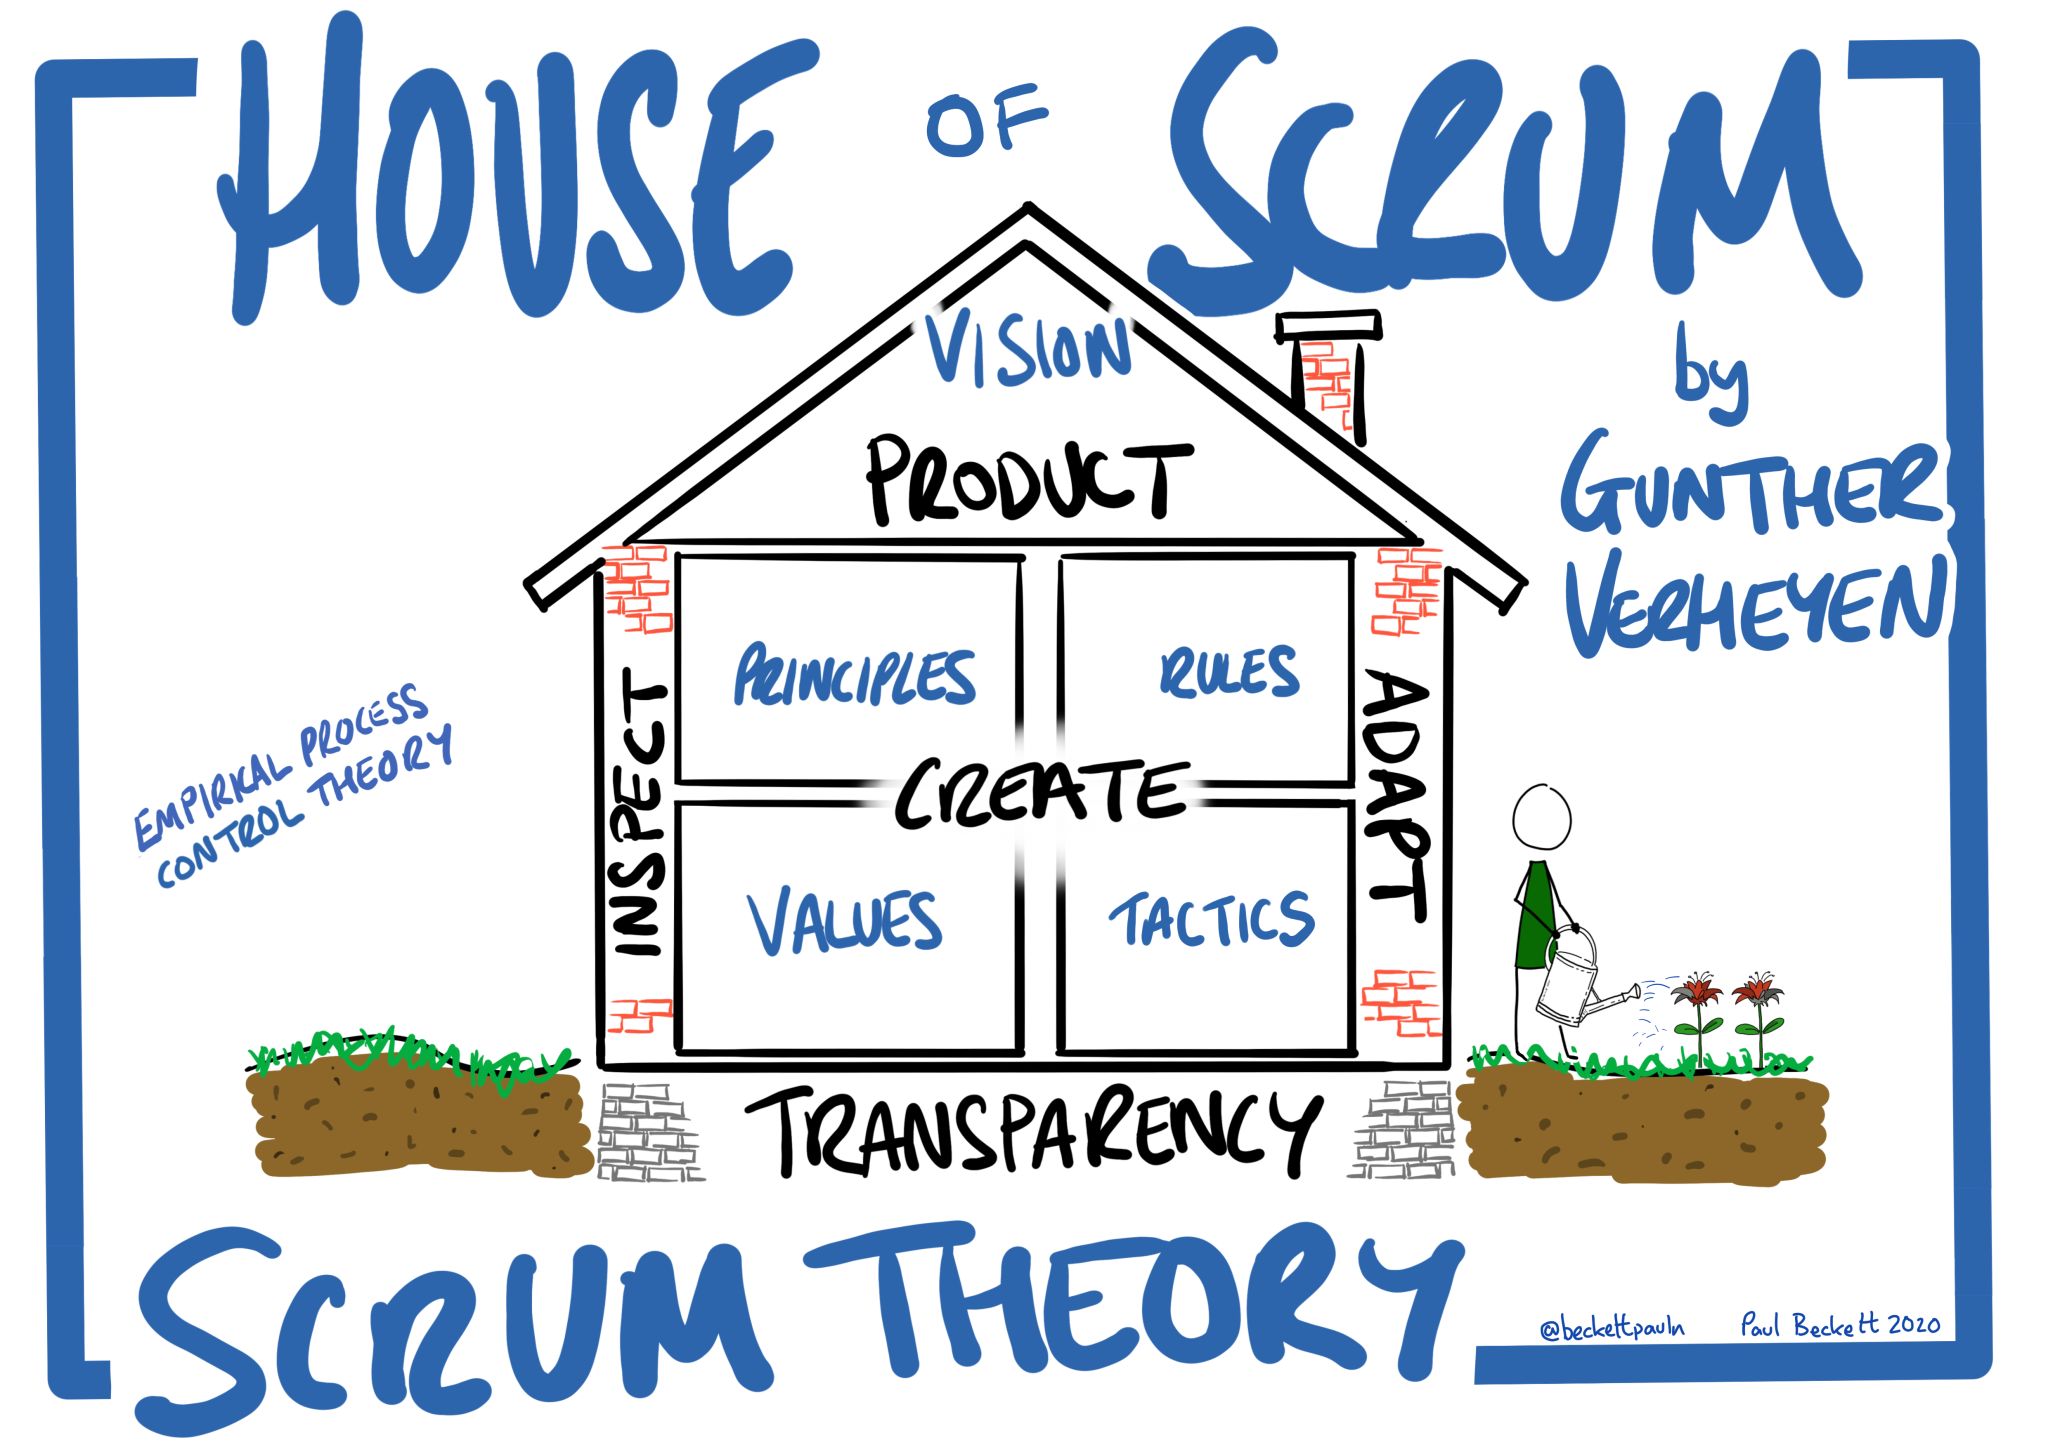 HOUSE OF SCRUM
by
GUNTHER
VERHEYEN
VISION
PRODUCT
PRINCIPLES
RULES
INSPECT
CREATE
ADAPT
VALUES
TACTICS
EMPIRICAL PROCESS
CONTROL THEORY
TRANSPARENCY
SCRUM THEORY
@beckettpauln
Paul Beckett 2020